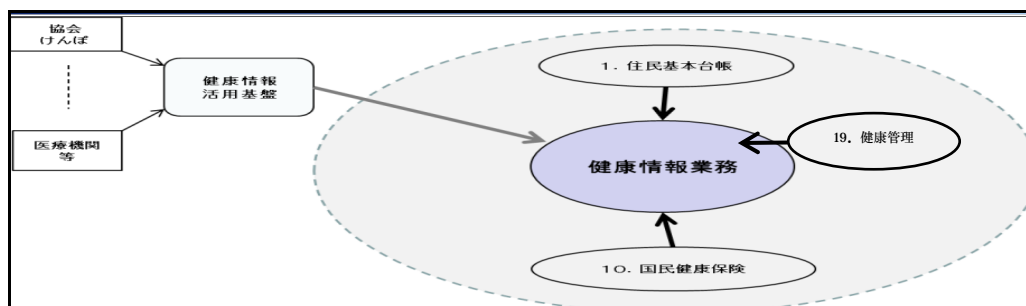 協会
けんぽ
健康情報
活用基盤
医療機関
等
1. 住民基本台帳
19. 健康管理
健康情報業務
10. 国民健康保険